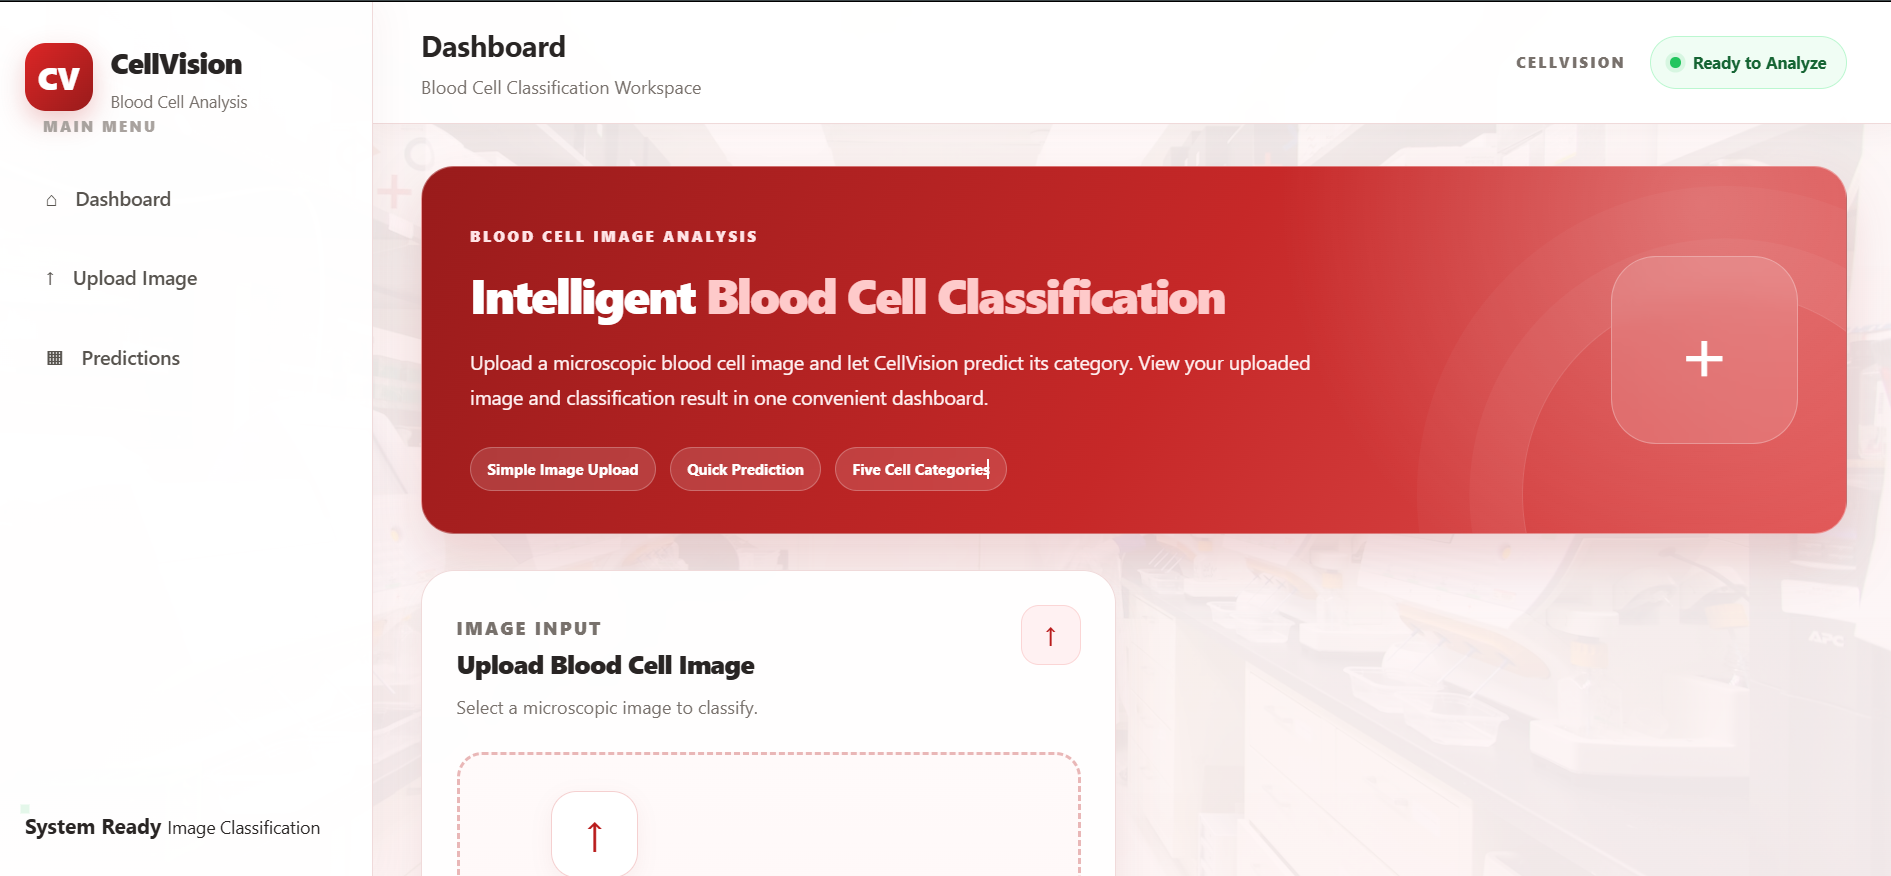 CV
CellVision
Blood Cell Analysis
MAIN MENU
Dashboard
Upload Image
Predictions
System Ready Image Classification
Dashboard
Blood Cell Classification Workspace
CELLVISION
Ready to Analyze
BLOOD CELL IMAGE ANALYSIS
Intelligent Blood Cell Classification
Upload a microscopic blood cell image and let CellVision predict its category. View your uploaded
image and classification result in one convenient dashboard.
Simple Image Upload
Quick Prediction
Five Cell Categories
IMAGE INPUT
Upload Blood Cell Image
Select a microscopic image to classify.
APC